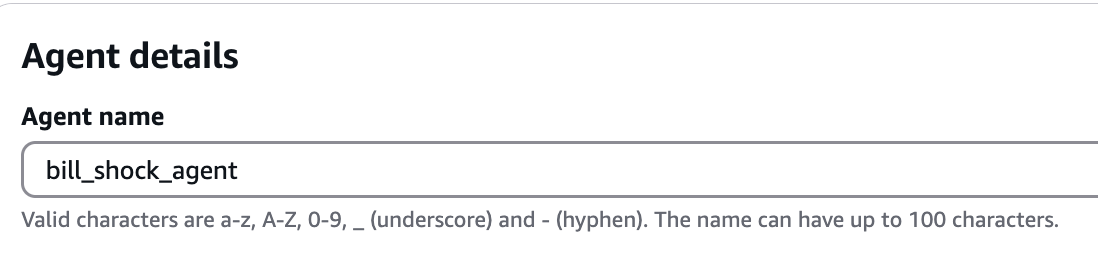 Agent details
Agent name
bill_shock_agent
Valid characters are a-z, A-Z, 0-9, _ (underscore) and - (hyphen). The name can have up to 100 characters.